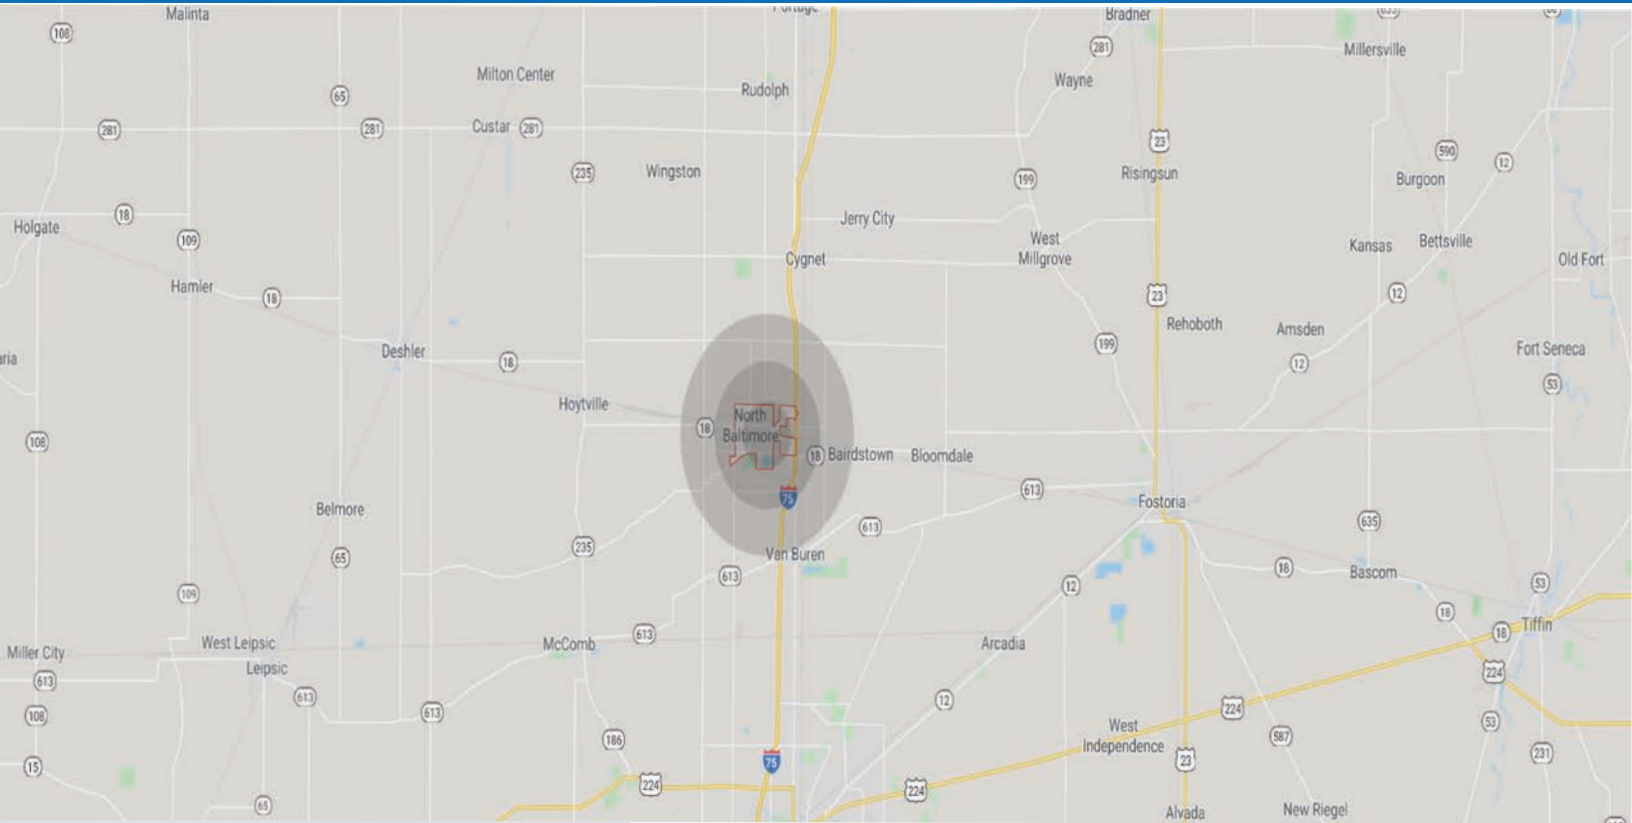 Malinta
Portage
Bradner
108
281
Millersville
Milton Center
Wayne
Rudolph
65
281
281
Custar 281
23
590
12
235
Wingston
199
Risingsun
Burgoon
18
Jerry City
Holgate
109
West
Millgrove
Kansas
Bettsville
Cygnet
Old Fort
Hamler
18
23
12
Rehoboth
Amsden
199
Deshler
18
12
Fort Seneca
53
Hoytville
North
Baltimore
18
108
18 Bairdstown
Bloomdale
613
75
Fostoria
Belmore
613
635
235
65
Van Buren
613
12
18
Bascom
53
109
18
Tiffin
18
613
West Leipsic
McComb
Arcadia
Miller City
Leipsic
613
613
224
12
224
108
613
53
186
West
Independence
587
231
15
75
23
224
224
65
Alvada
New Riegel